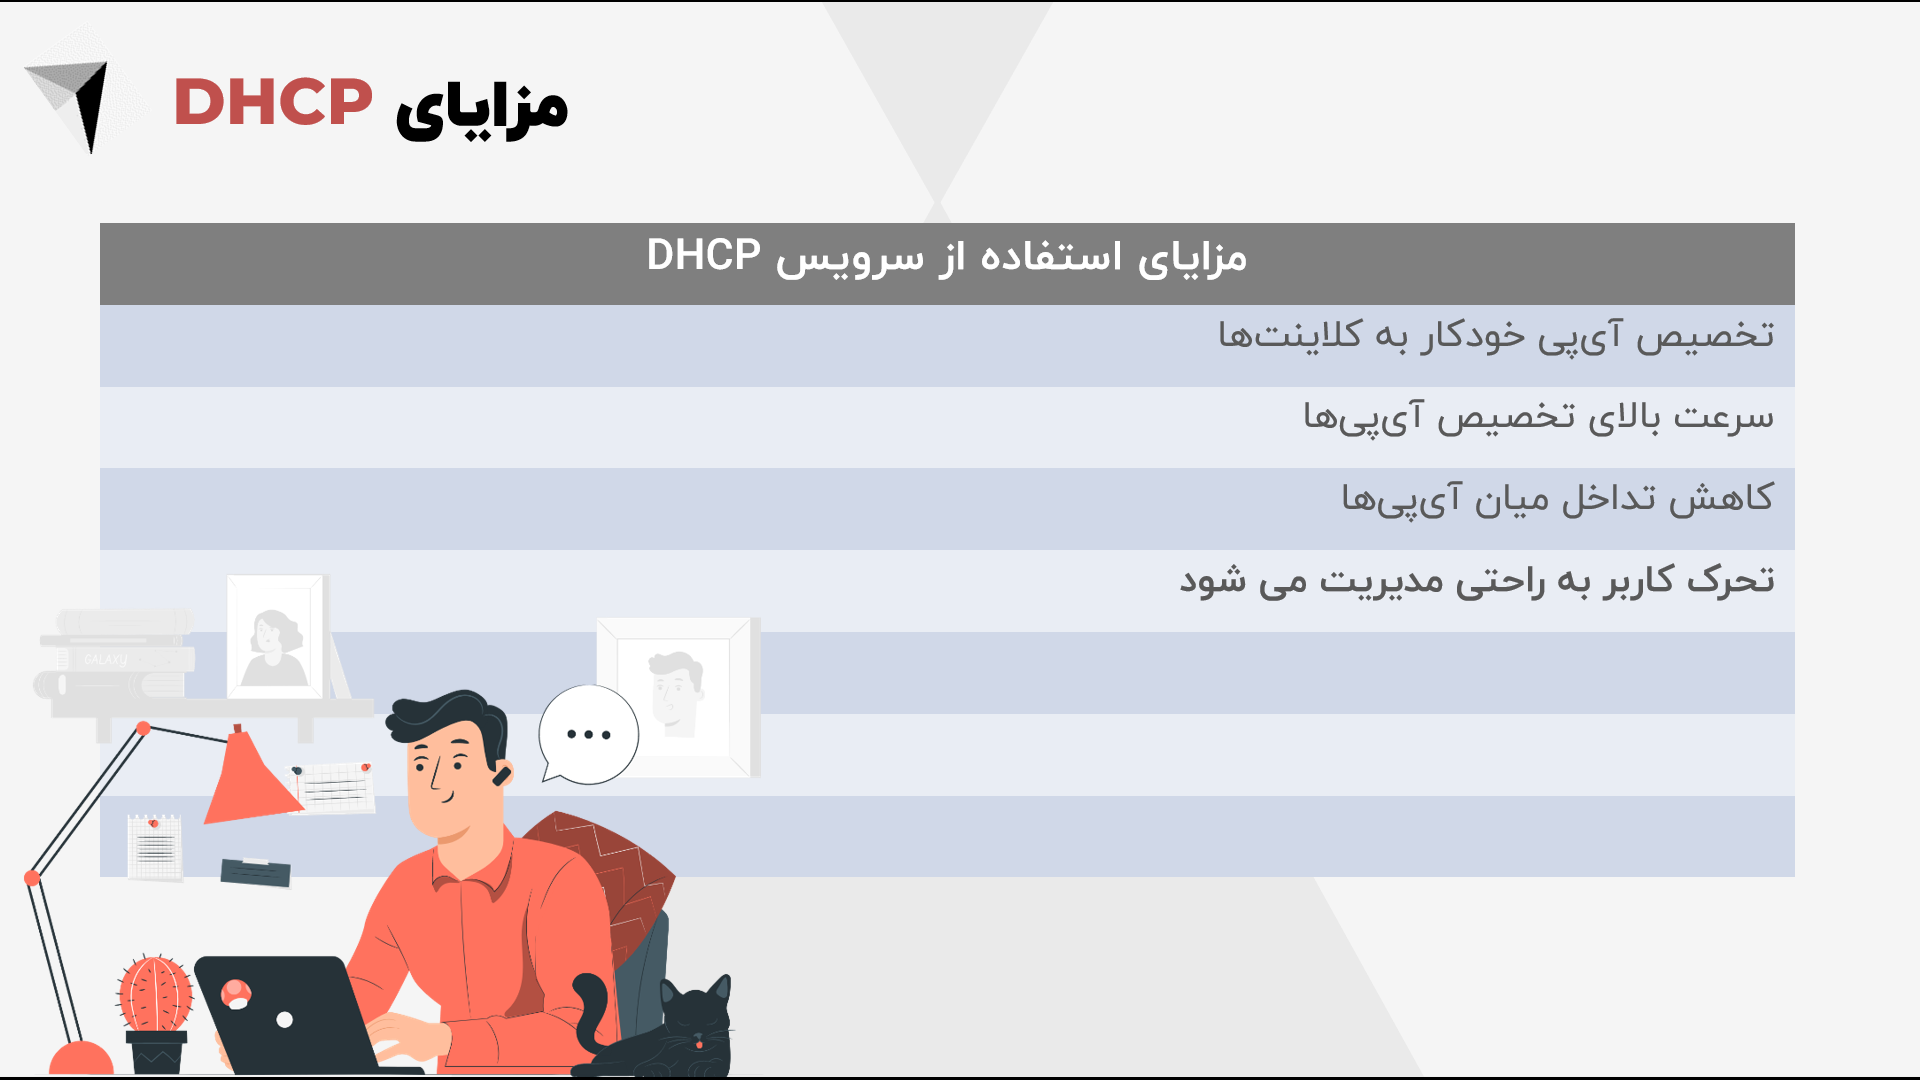 مزایای DHCP
مزایای استفاده از سرویس DHCP
تخصیص آی‌پی خودکار به کلاینت‌ها
سرعت بالای تخصیص آی‌پی‌ها
کاهش تداخل میان آی‌پی‌ها
تحرک کاربر به راحتی مدیریت می شود
GALAXY
...